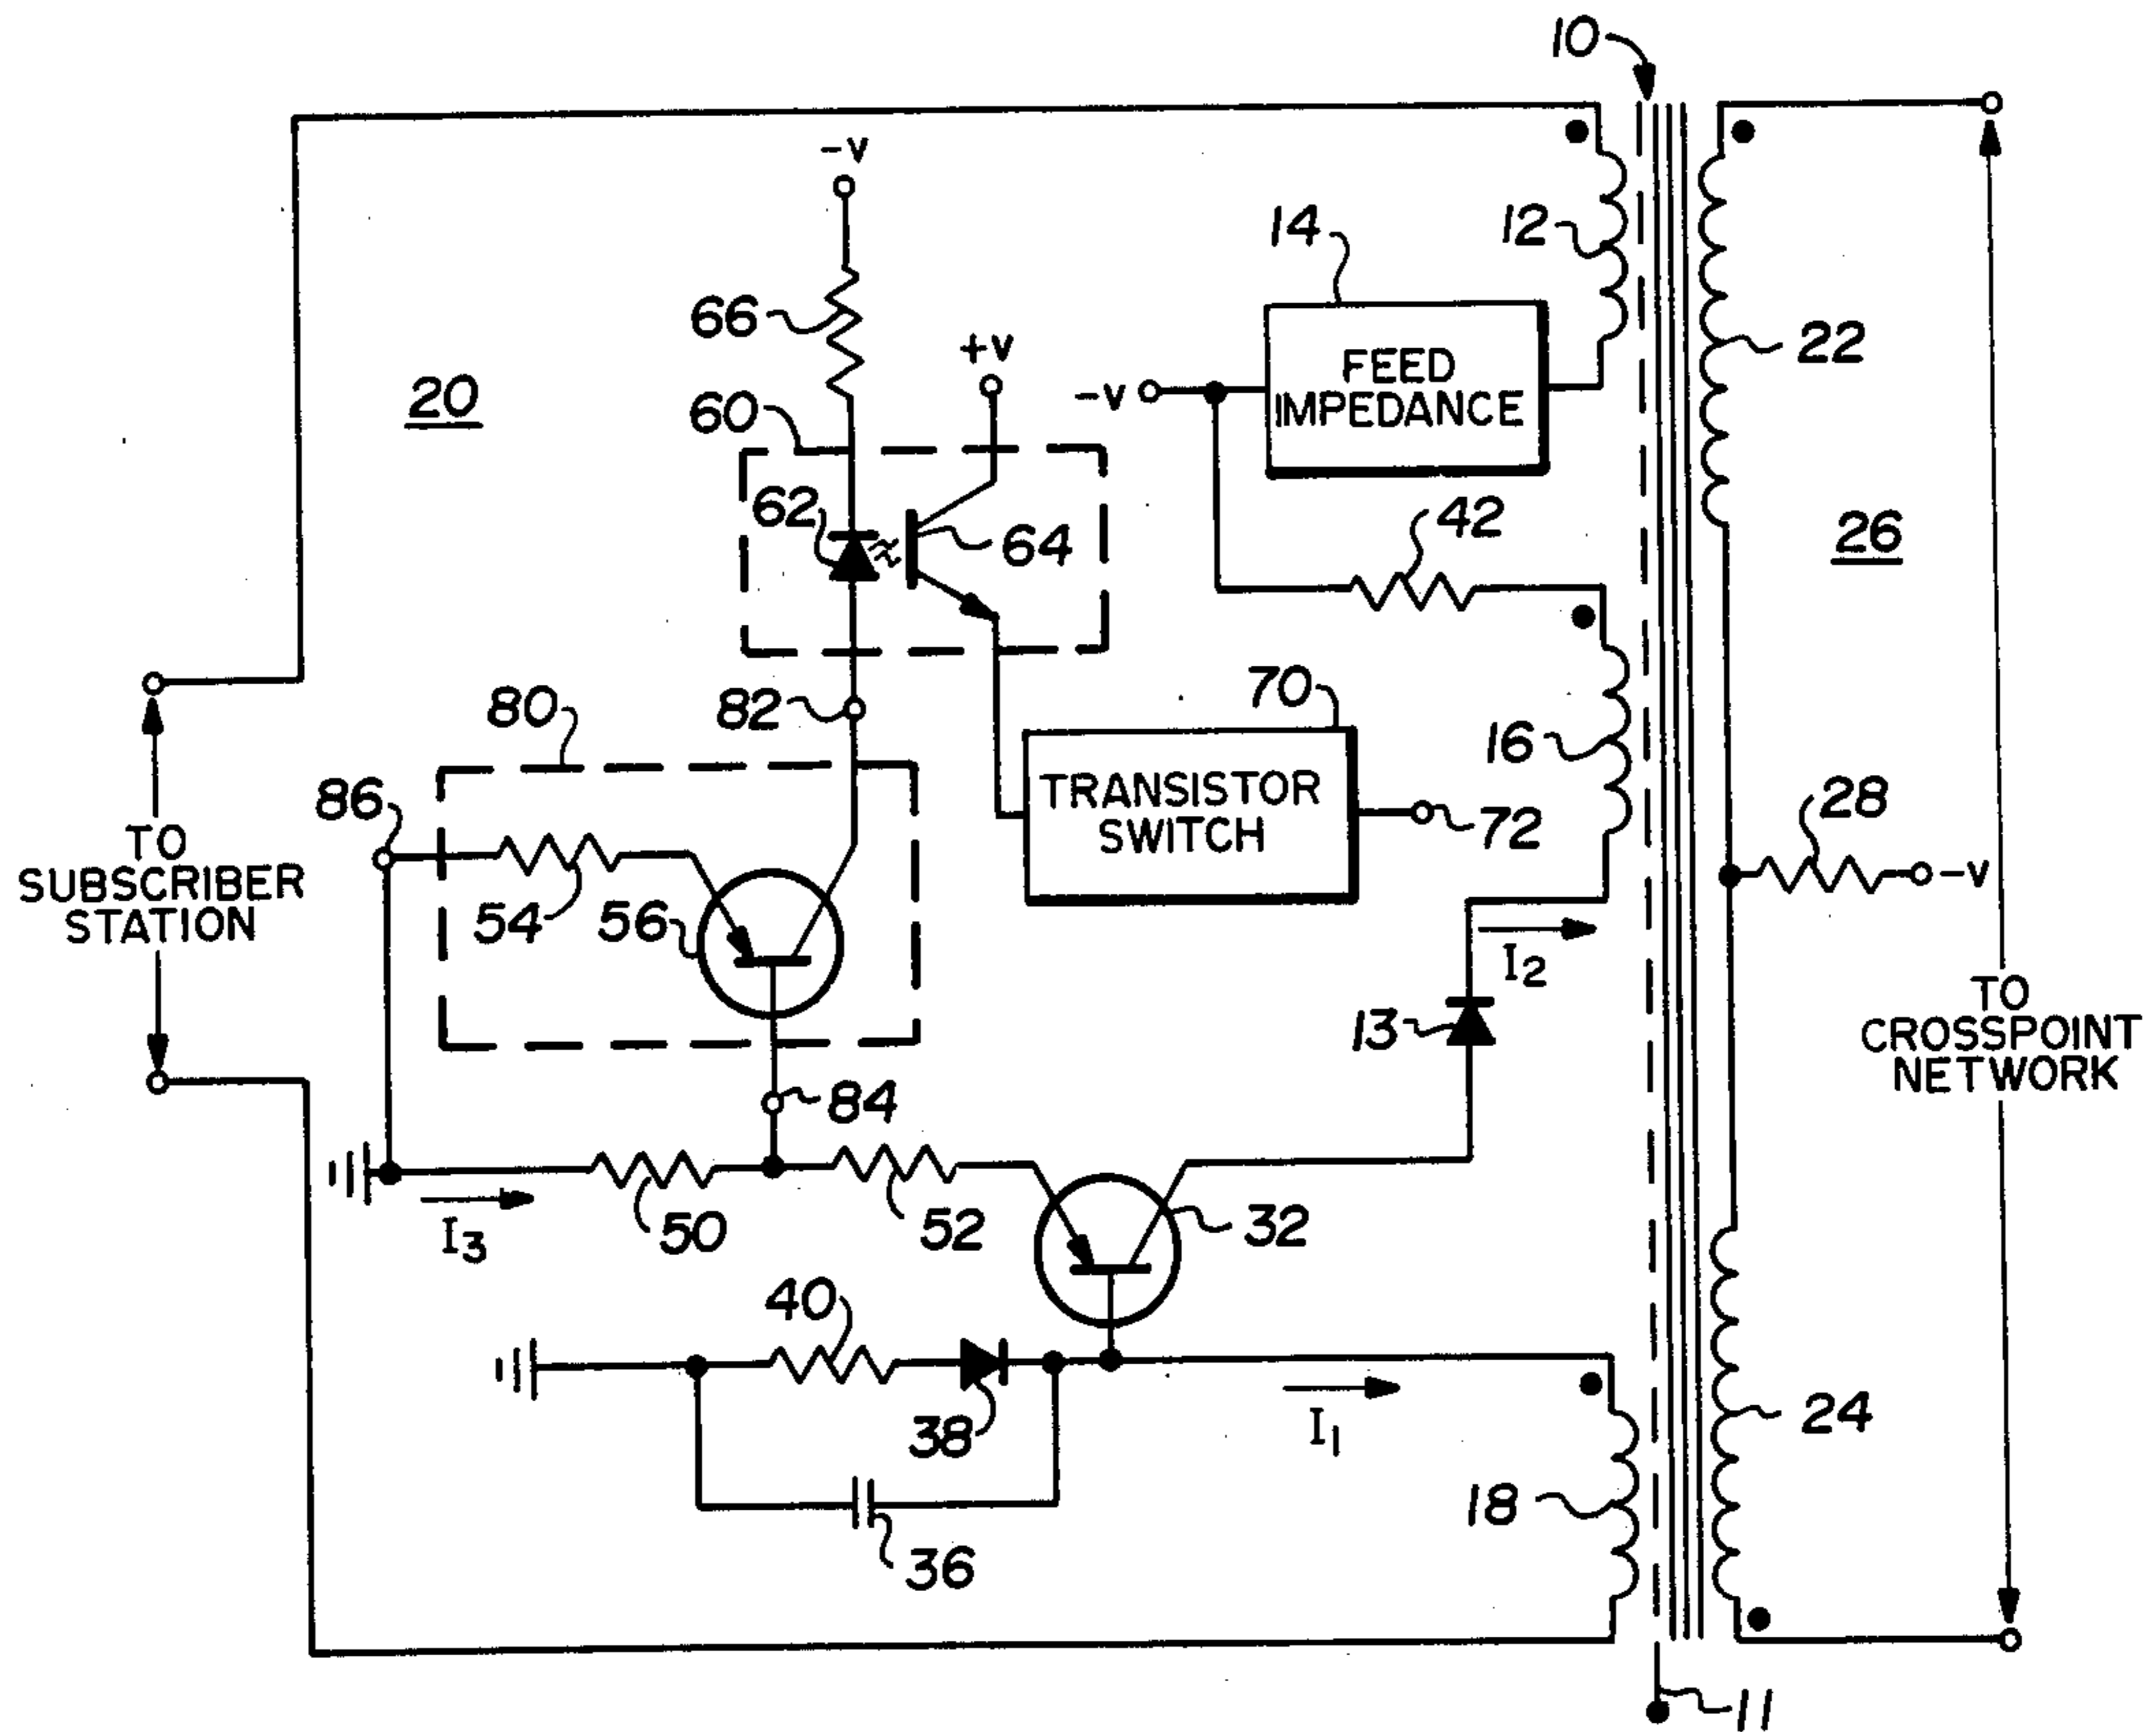 10
-V
14
12
66
+V
FEED
IMPEDANCE
-V
22
20
60
42
26
62
64
80
82
70
16
86
TRANSISTOR
SWITCH
72
28
-V
TO
SUBSCRIBER
STATION
54
56
I2
13
TO
CROSSPOINT
NETWORK
84
I3
50
52
32
40
38
I1
24
18
36
11